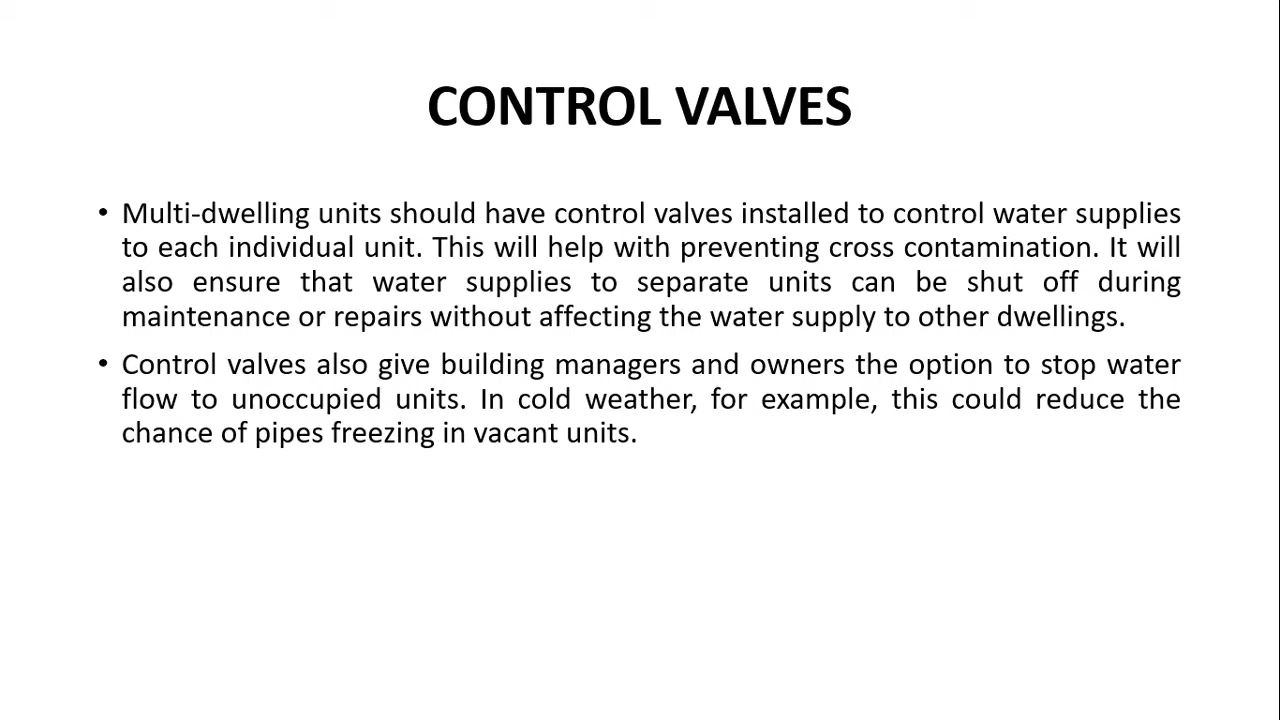 CONTROL VALVES
• Multi-dwelling units should have control valves installed to control water supplies
to each individual unit. This will help with preventing cross contamination. It will
also ensure that water supplies to separate units can be shut off during
maintenance or repairs without affecting the water supply to other dwellings.
• Control valves also give building managers and owners the option to stop water
flow to unoccupied units. In cold weather, for example, this could reduce the
chance of pipes freezing in vacant units.